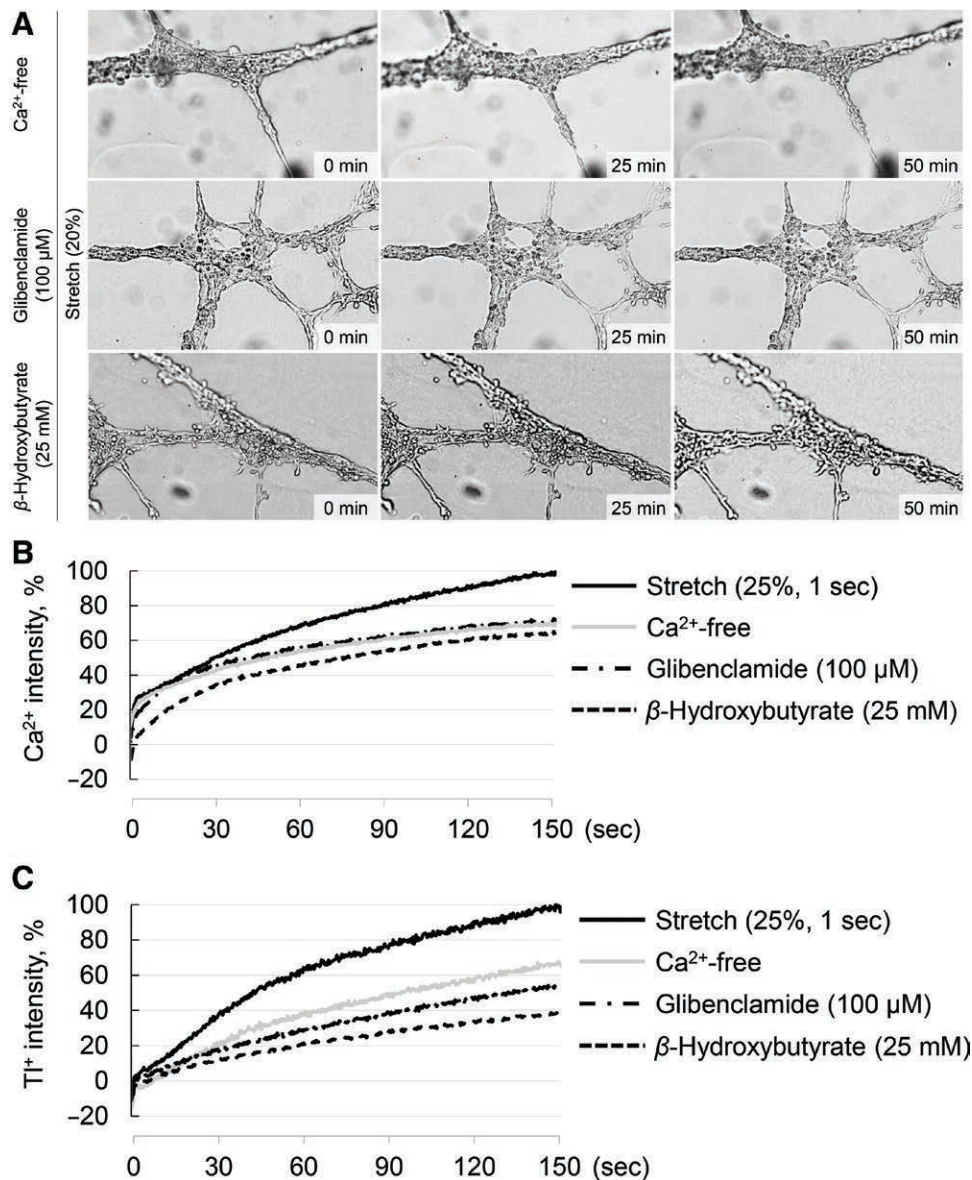 A
Ca²⁺-free
0 min
25 min
50 min
Glibenclamide
(100 μM)
Stretch (20%)
0 min
25 min
50 min
β-Hydroxybutyrate
(25 mM)
0 min
25 min
50 min
B
Ca²⁺ intensity, %
100
80
60
40
20
0
−20
0 30 60 90 120 150 (sec)
Stretch (25%, 1 sec)
Ca²⁺-free
Glibenclamide (100 μM)
β-Hydroxybutyrate (25 mM)
C
Tl⁺ intensity, %
100
80
60
40
20
0
−20
0 30 60 90 120 150 (sec)
Stretch (25%, 1 sec)
Ca²⁺-free
Glibenclamide (100 μM)
β-Hydroxybutyrate (25 mM)